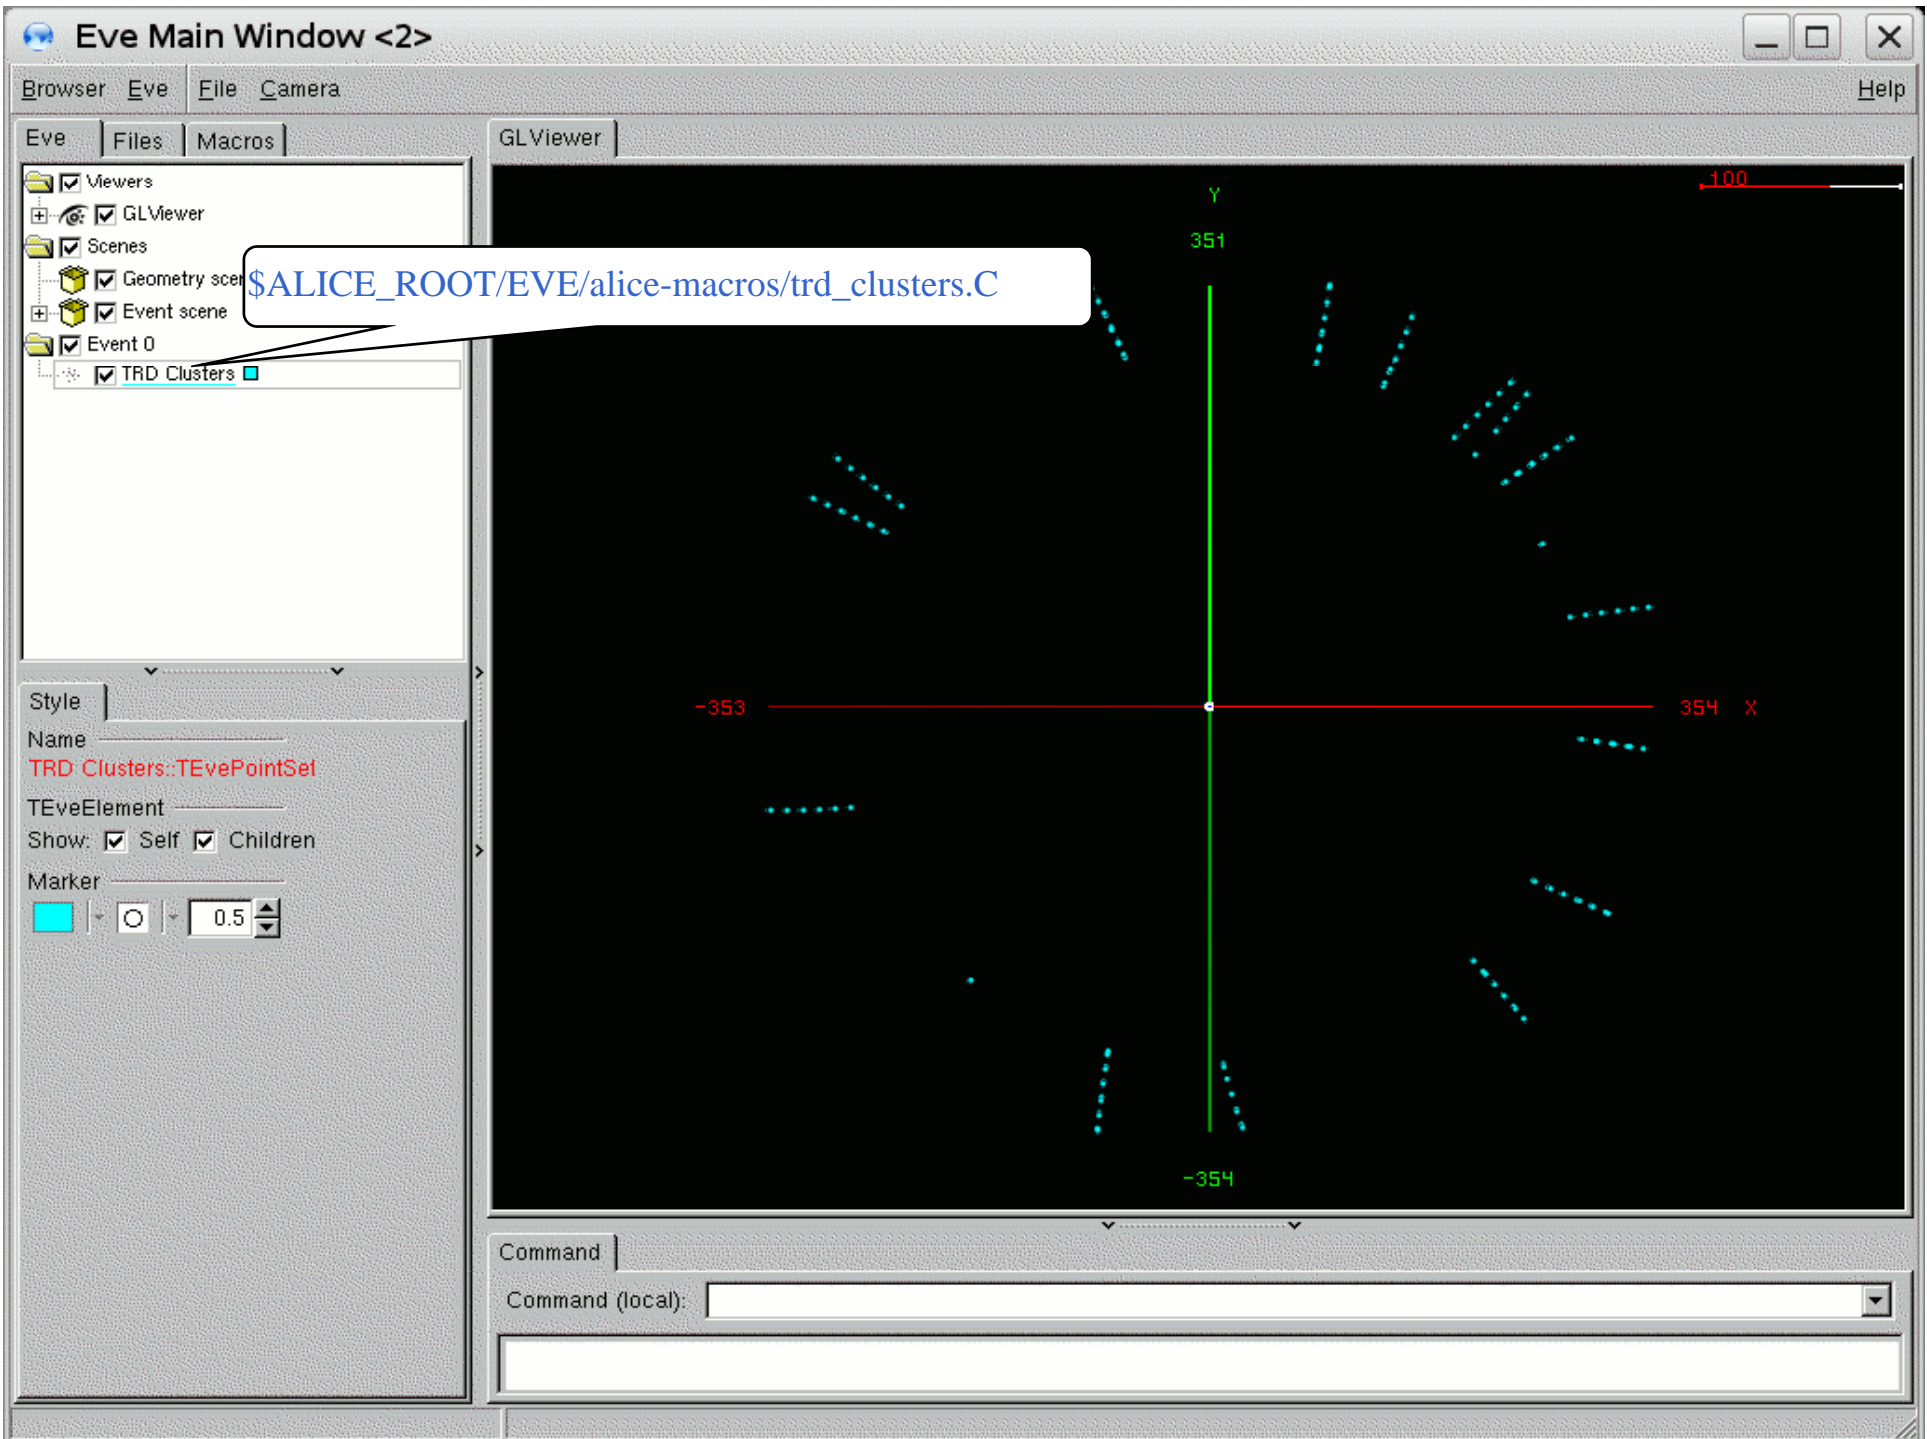 Eve Main Window <2>
Browser Eve File Camera Help
Eve Files Macros
GLViewer
Viewers
GLViewer
Scenes
Geometry scen
Event scene
Event 0
TRD Clusters
$ALICE_ROOT/EVE/alice-macros/trd_clusters.C
100
Y
351
-353
354 X
-354
Style
Name
TRD Clusters::TEvePointSet
TEveElement
Show: Self Children
Marker
0.5
Command
Command (local):